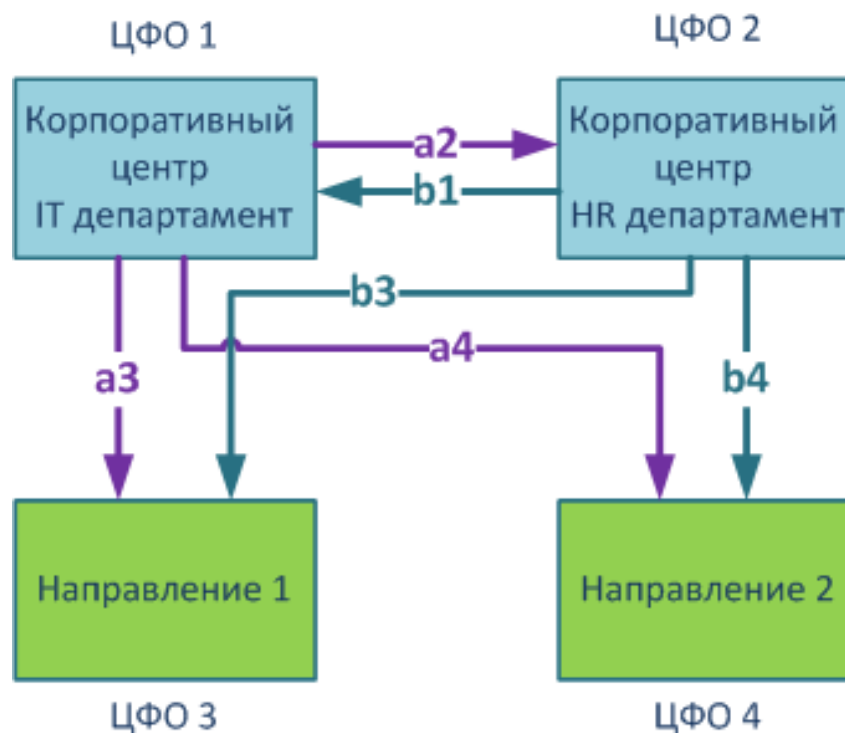 ЦФО 1
ЦФО 2
Корпоративный
центр
IT департамент
Корпоративный
центр
HR департамент
a2
b1
b3
a4
a3
b4
Направление 1
Направление 2
ЦФО 3
ЦФО 4